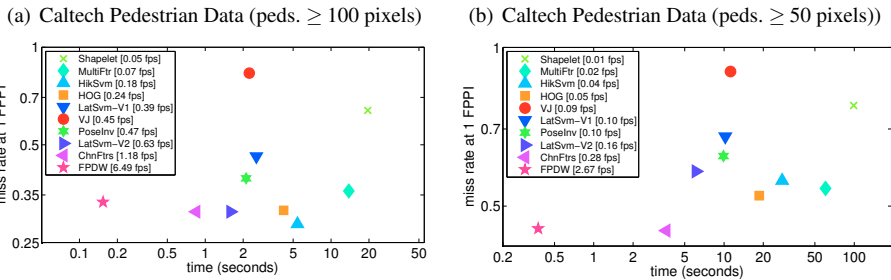 (a) Caltech Pedestrian Data (peds. ≥ 100 pixels)
1
0.7
0.5
0.35
0.25
miss rate at 1 FPPI
Shapelet [0.05 fps]
MultiFtr [0.07 fps]
HikSvm [0.18 fps]
HOG [0.24 fps]
LatSvm-V1 [0.39 fps]
VJ [0.45 fps]
PoseInv [0.47 fps]
LatSvm-V2 [0.63 fps]
ChnFtrs [1.18 fps]
FPDW [6.49 fps]
0.1 0.2 0.5 1 2 5 10 20 50
time (seconds)
(b) Caltech Pedestrian Data (peds. ≥ 50 pixels))
1
0.7
0.5
miss rate at 1 FPPI
Shapelet [0.01 fps]
MultiFtr [0.02 fps]
HikSvm [0.04 fps]
HOG [0.05 fps]
VJ [0.09 fps]
LatSvm-V1 [0.10 fps]
PoseInv [0.10 fps]
LatSvm-V2 [0.16 fps]
ChnFtrs [0.28 fps]
FPDW [2.67 fps]
0.2 0.5 1 2 5 10 20 50 100
time (seconds)